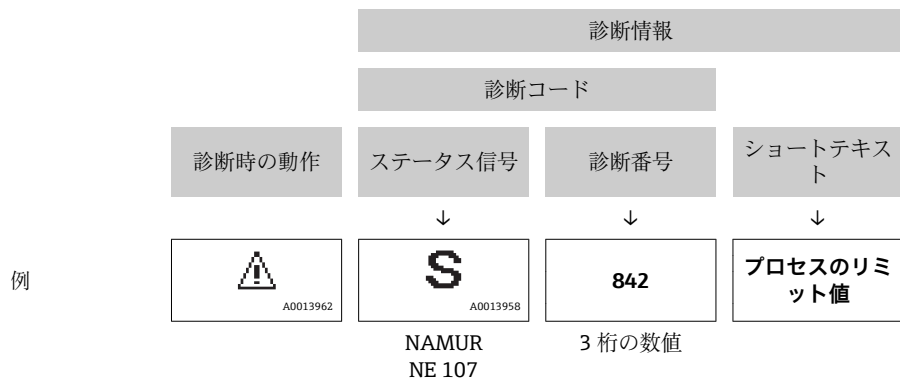 診断情報
診断コード
診断時の動作 ステータス信号 診断番号 ショートテキス
ト
↓ ↓ ↓
例 A0013962 S A0013958 842 プロセスのリミ
ット値
NAMUR 3 桁の数値
NE 107